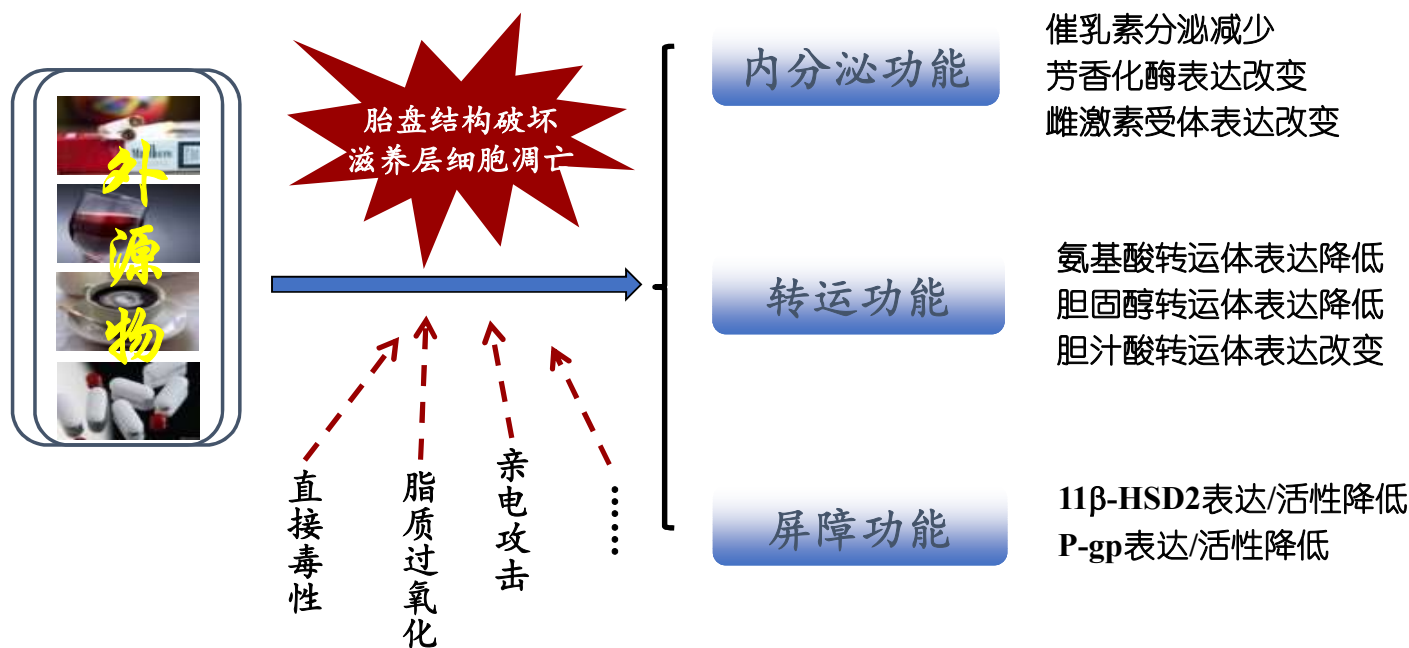 外源物
胎盘结构破坏
滋养层细胞凋亡
直接毒性
脂质过氧化
亲电攻击
……
内分泌功能
催乳素分泌减少
芳香化酶表达改变
雌激素受体表达改变
转运功能
氨基酸转运体表达降低
胆固醇转运体表达降低
胆汁酸转运体表达改变
屏障功能
11β-HSD2表达/活性降低
P-gp表达/活性降低